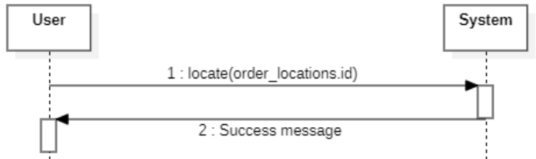 User
System
1 : locate(order_locations.id)
2 : Success message